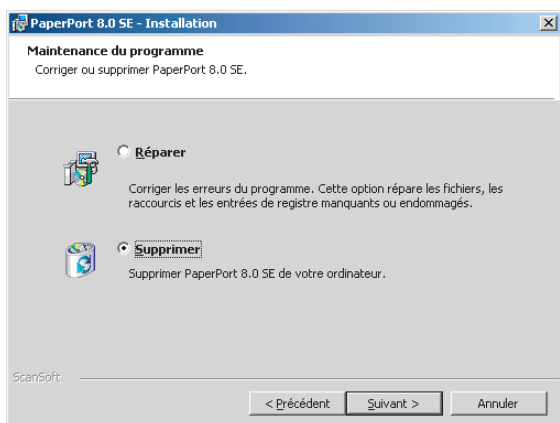 PaperPort 8.0 SE - Installation
Maintenance du programme
Corriger ou supprimer PaperPort 8.0 SE.
Réparer
Corriger les erreurs du programme. Cette option répare les fichiers, les
raccourcis et les entrées de registre manquants ou endommagés.
Supprimer
Supprimer PaperPort 8.0 SE de votre ordinateur.
ScanSoft
< Précédent
Suivant >
Annuler